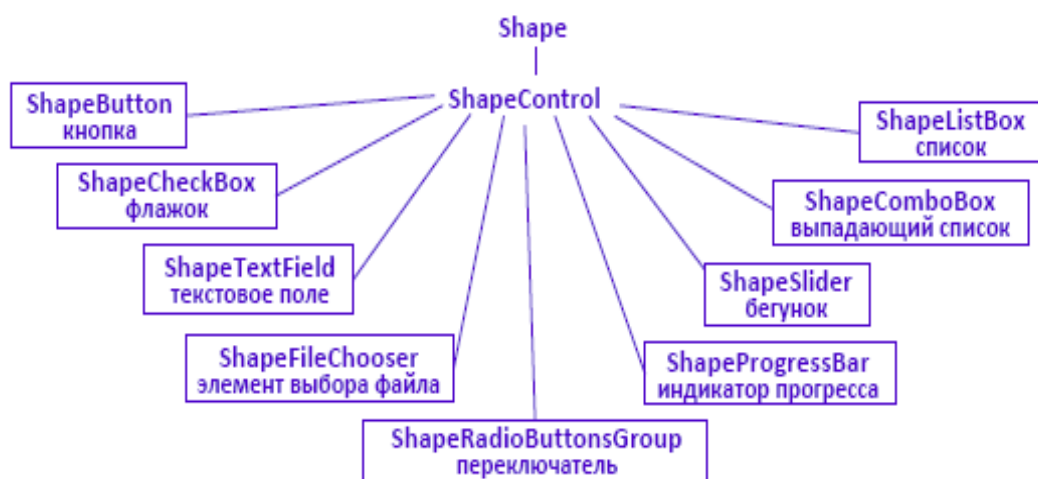 Shape
ShapeControl
ShapeButton
кнопка
ShapeListBox
список
ShapeCheckBox
флажок
ShapeComboBox
выпадающий список
ShapeTextField
текстовое поле
ShapeSlider
бегунок
ShapeFileChooser
элемент выбора файла
ShapeProgressBar
индикатор прогресса
ShapeRadioButtonsGroup
переключатель